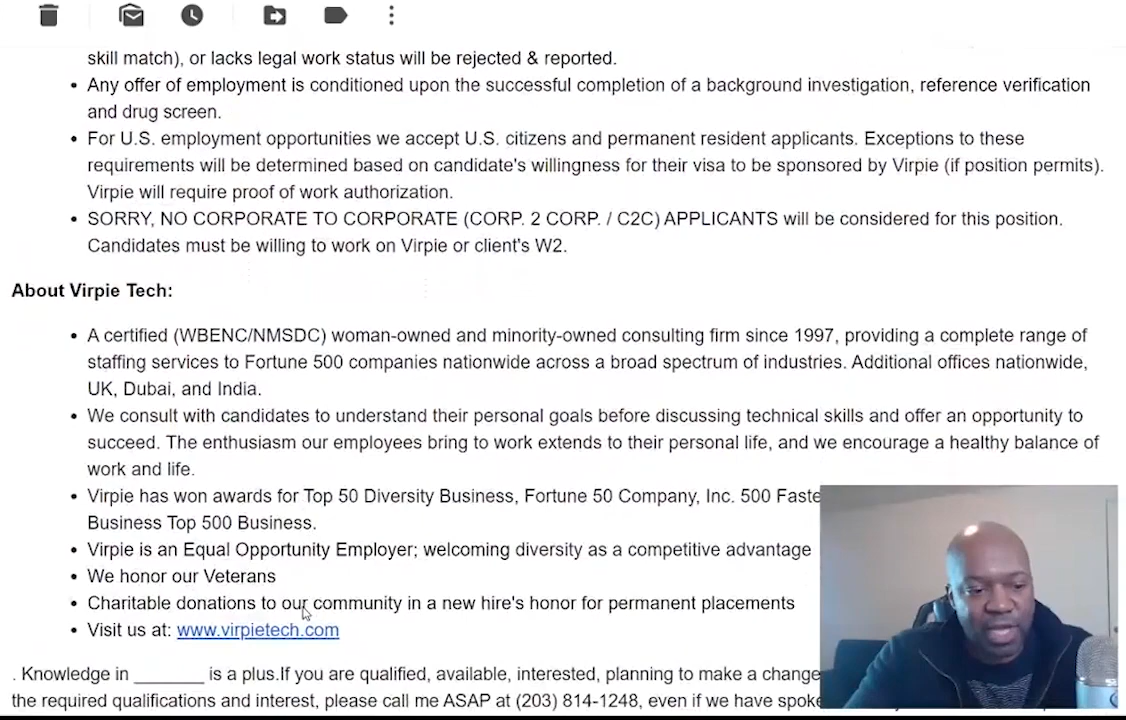 skill match), or lacks legal work status will be rejected & reported.
• Any offer of employment is conditioned upon the successful completion of a background investigation, reference verification
and drug screen.
• For U.S. employment opportunities we accept U.S. citizens and permanent resident applicants. Exceptions to these
requirements will be determined based on candidate's willingness for their visa to be sponsored by Virpie (if position permits).
Virpie will require proof of work authorization.
• SORRY, NO CORPORATE TO CORPORATE (CORP. 2 CORP. / C2C) APPLICANTS will be considered for this position.
Candidates must be willing to work on Virpie or client's W2.
About Virpie Tech:
• A certified (WBENC/NMSDC) woman-owned and minority-owned consulting firm since 1997, providing a complete range of
staffing services to Fortune 500 companies nationwide across a broad spectrum of industries. Additional offices nationwide,
UK, Dubai, and India.
• We consult with candidates to understand their personal goals before discussing technical skills and offer an opportunity to
succeed. The enthusiasm our employees bring to work extends to their personal life, and we encourage a healthy balance of
work and life.
• Virpie has won awards for Top 50 Diversity Business, Fortune 50 Company, Inc. 500 Faste
Business Top 500 Business.
• Virpie is an Equal Opportunity Employer; welcoming diversity as a competitive advantage
• We honor our Veterans
• Charitable donations to our community in a new hire's honor for permanent placements
• Visit us at: www.virpietech.com
. Knowledge in _______ is a plus.If you are qualified, available, interested, planning to make a change
the required qualifications and interest, please call me ASAP at (203) 814-1248, even if we have spoke